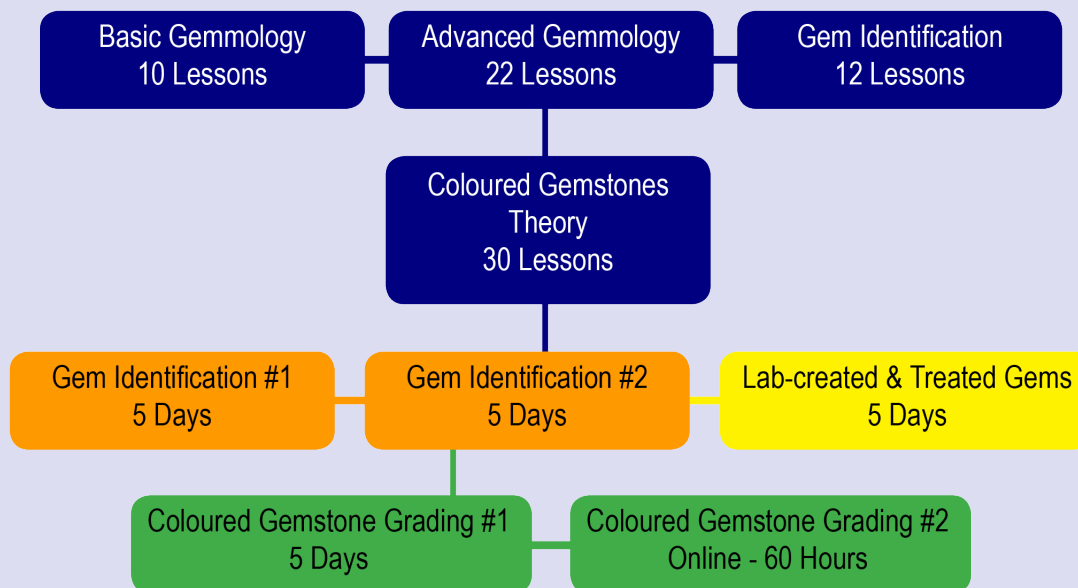 Basic Gemmology
10 Lessons
Advanced Gemmology
22 Lessons
Gem Identification
12 Lessons
Coloured Gemstones
Theory
30 Lessons
Gem Identification #1
5 Days
Gem Identification #2
5 Days
Lab-created & Treated Gems
5 Days
Coloured Gemstone Grading #1
5 Days
Coloured Gemstone Grading #2
Online - 60 Hours